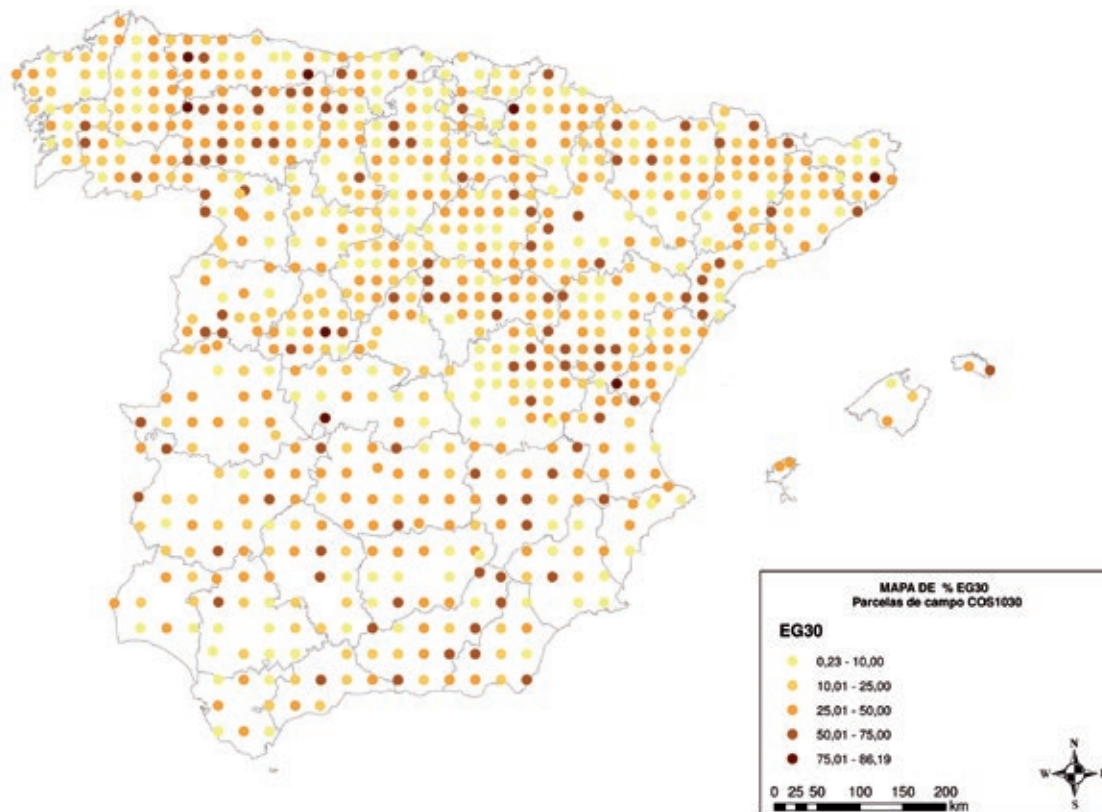 MAPA DE % EG30
Parcelas de campo COS1030
EG30
0,23 - 10,00
10,01 - 25,00
25,01 - 50,00
50,01 - 75,00
75,01 - 86,19
N
W
E
S
0 25 50 100 150 200
km